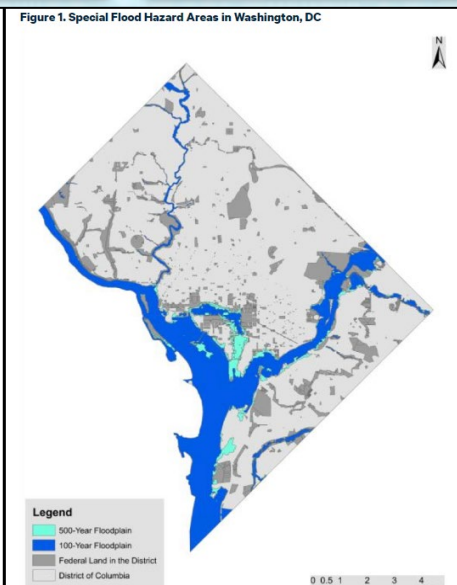 Figure 1. Special Flood Hazard Areas in Washington, DC
N
Legend
500-Year Floodplain
100-Year Floodplain
Federal Land in the District
District of Columbia
0 0.5 1 2 3 4